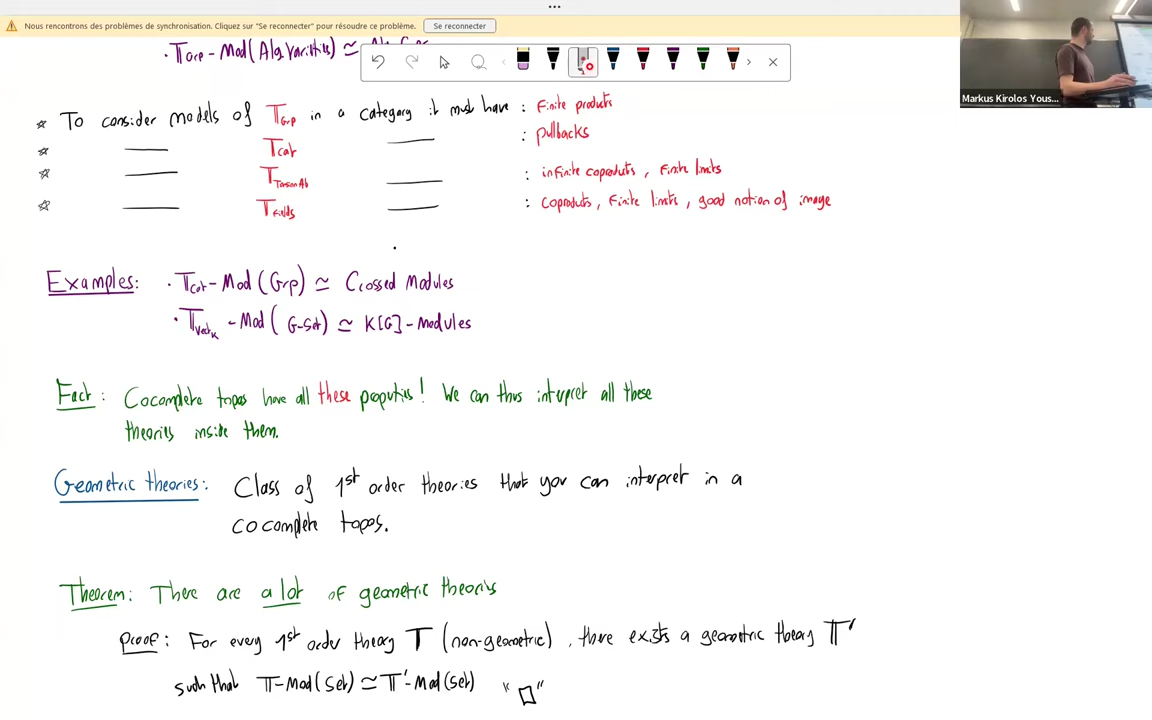 Nous rencontrons des problèmes de synchronisation. Cliquez sur "Se reconnecter" pour résoudre ce problème. Se reconnecter
Markus Kirolos Yous...
· 𝕋Grp - Mod(Alg Varieties) ≃
☆ To consider models of 𝕋Grp in a category it must have : Finite products
☆ —— 𝕋cat —— : pullbacks
☆ —— 𝕋Torsion Ab —— : infinite coproducts, Finite limits
☆ —— 𝕋Fields —— : Coproducts, Finite limits, good notion of image
Examples: · 𝕋Cat - Mod(Grp) ≃ Crossed Modules
· 𝕋VectK - Mod(G-Set) ≃ K[G] - Modules
Fact: Cocomplete topos have all these properties! We can thus interpret all these
theories inside them.
Geometric theories: Class of 1st order theories that you can interpret in a
cocomplete topos.
Theorem: There are a lot of geometric theories
Proof: For every 1st order theory T (non-geometric), there exists a geometric theory 𝕋'
such that 𝕋-Mod(Set) ≃ 𝕋'-Mod(Set) "□"